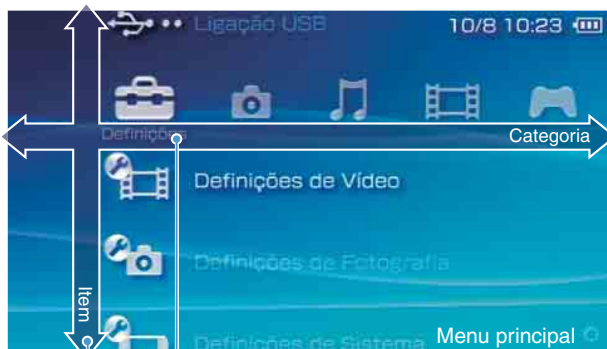 Ligação USB 10/8 10:23
Definições
Categoria
Definições de Vídeo
Definições de Fotografia
Item
Definições de Sistema
Menu principal